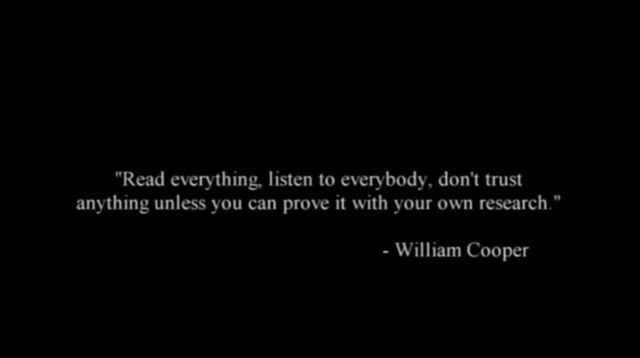 "Read everything, listen to everybody, don't trust
anything unless you can prove it with your own research."
- William Cooper